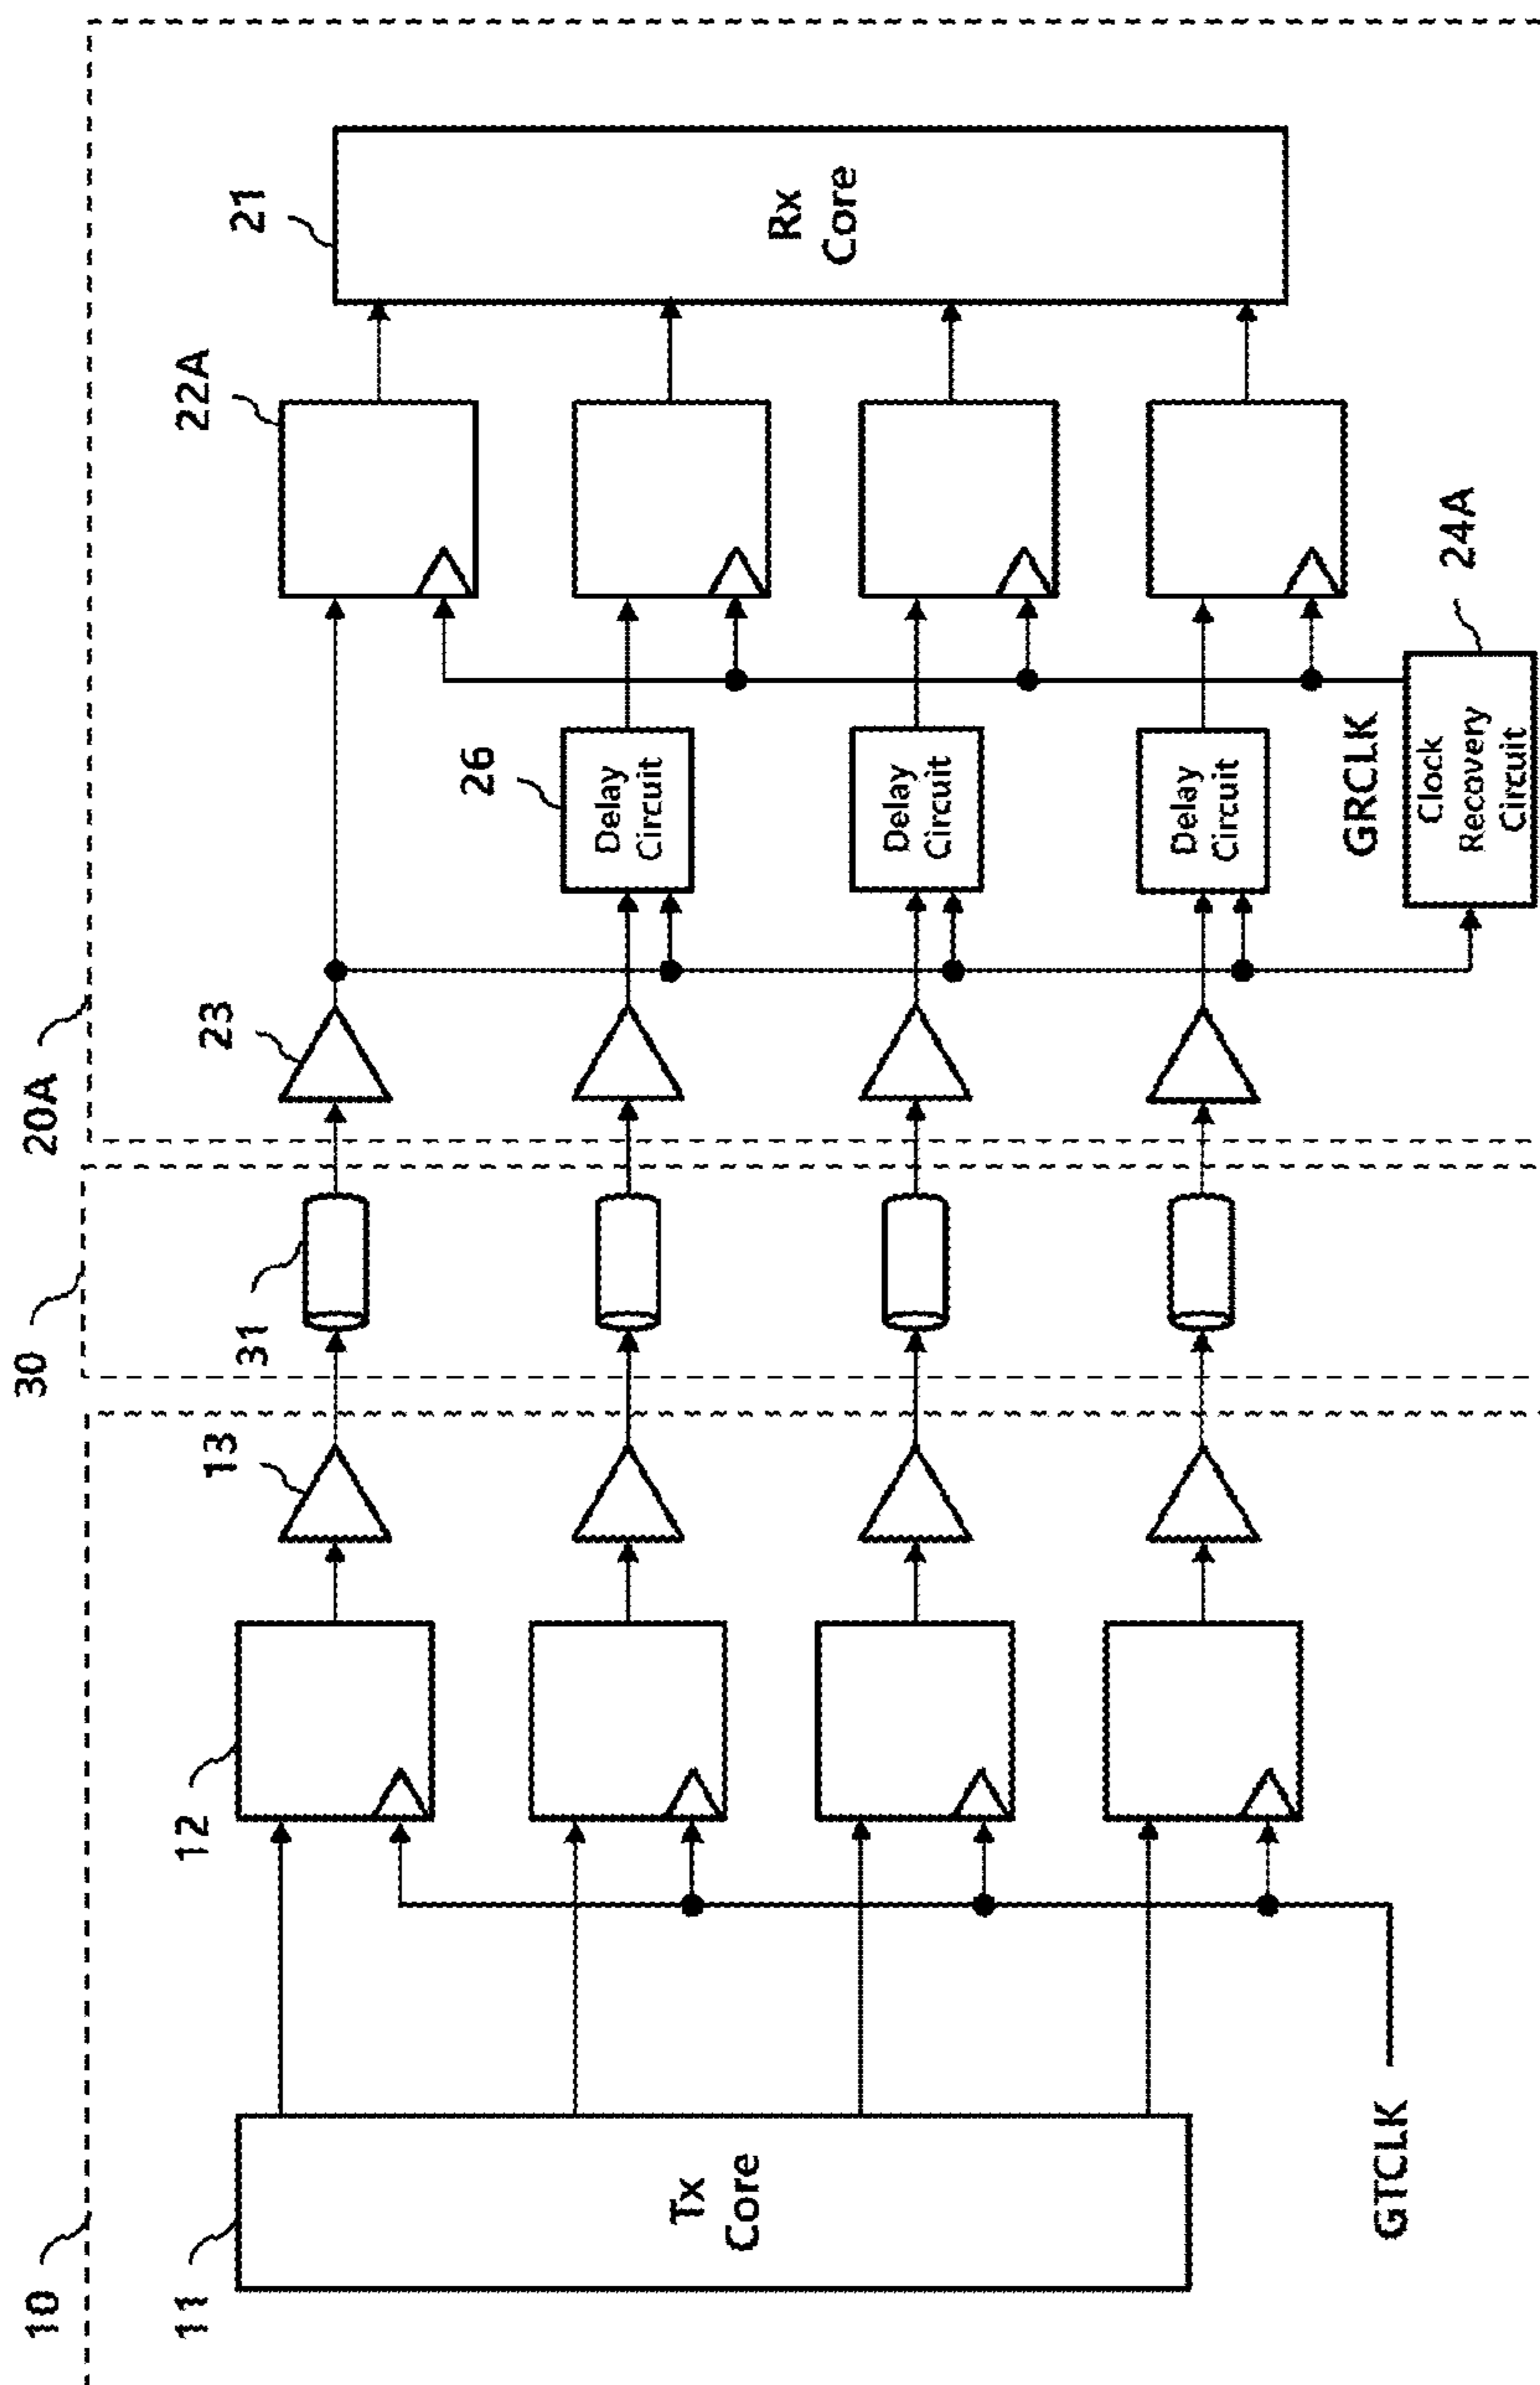 10
30
20A
11
12
13
31
23
26
22A
21
Tx
Core
Delay
Circuit
Delay
Circuit
Delay
Circuit
Rx
Core
GTCLK
GRCLK
Clock
Recovery
Circuit
24A